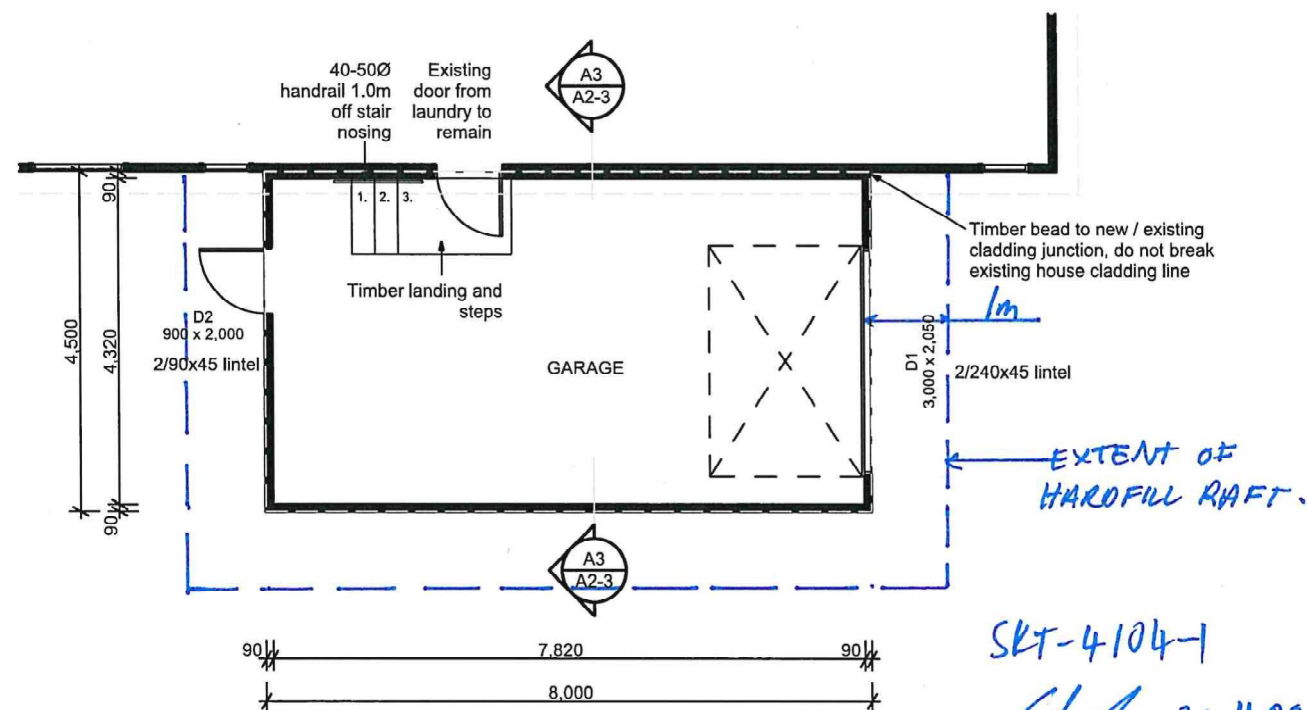 40-50Ø
handrail 1.0m
off stair
nosing
Existing
door from
laundry to
remain
A3
A2-3
90
4,500
4,320
90
1.
2.
3.
Timber landing and
steps
D2
900 x 2,000
2/90x45 lintel
GARAGE
Timber bead to new / existing
cladding junction, do not break
existing house cladding line
1m
D1
3,000 x 2,050
2/240x45 lintel
EXTENT OF
HARDFILL RAFT.
A3
A2-3
90
7,820
90
8,000
SKT-4104-1